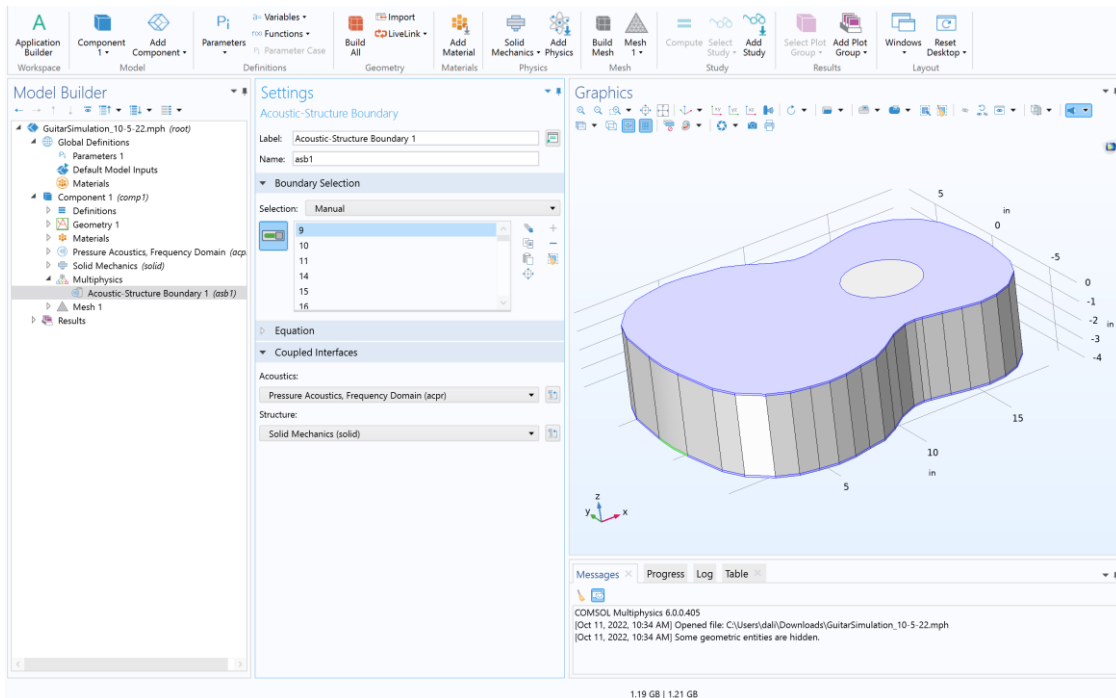 Application Builder
Component 1
Add Component
Parameters
a= Variables
f(x) Functions
Pi Parameter Case
Build All
Import
LiveLink
Add Material
Solid Mechanics
Add Physics
Build Mesh
Mesh 1
Compute
Select Study
Add Study
Select Plot Group
Add Plot Group
Windows
Reset Desktop
Workspace
Model
Definitions
Geometry
Materials
Physics
Mesh
Study
Results
Layout
Model Builder
GuitarSimulation_10-5-22.mph (root)
Global Definitions
Pi Parameters 1
Default Model Inputs
Materials
Component 1 (comp1)
Definitions
Geometry 1
Materials
Pressure Acoustics, Frequency Domain (acp
Solid Mechanics (solid)
Multiphysics
Acoustic-Structure Boundary 1 (asb1)
Mesh 1
Results
Settings
Acoustic-Structure Boundary
Label: Acoustic-Structure Boundary 1
Name: asb1
Boundary Selection
Selection: Manual
9
10
11
14
15
16
Equation
Coupled Interfaces
Acoustics:
Pressure Acoustics, Frequency Domain (acpr)
Structure:
Solid Mechanics (solid)
Graphics
5
in
0
-5
0
-1
-2
in
-3
-4
15
10
in
5
z
y
x
Messages
Progress
Log
Table
COMSOL Multiphysics 6.0.0.405
[Oct 11, 2022, 10:34 AM] Opened file: C:\Users\dali\Downloads\GuitarSimulation_10-5-22.mph
[Oct 11, 2022, 10:34 AM] Some geometric entities are hidden.
1.19 GB | 1.21 GB